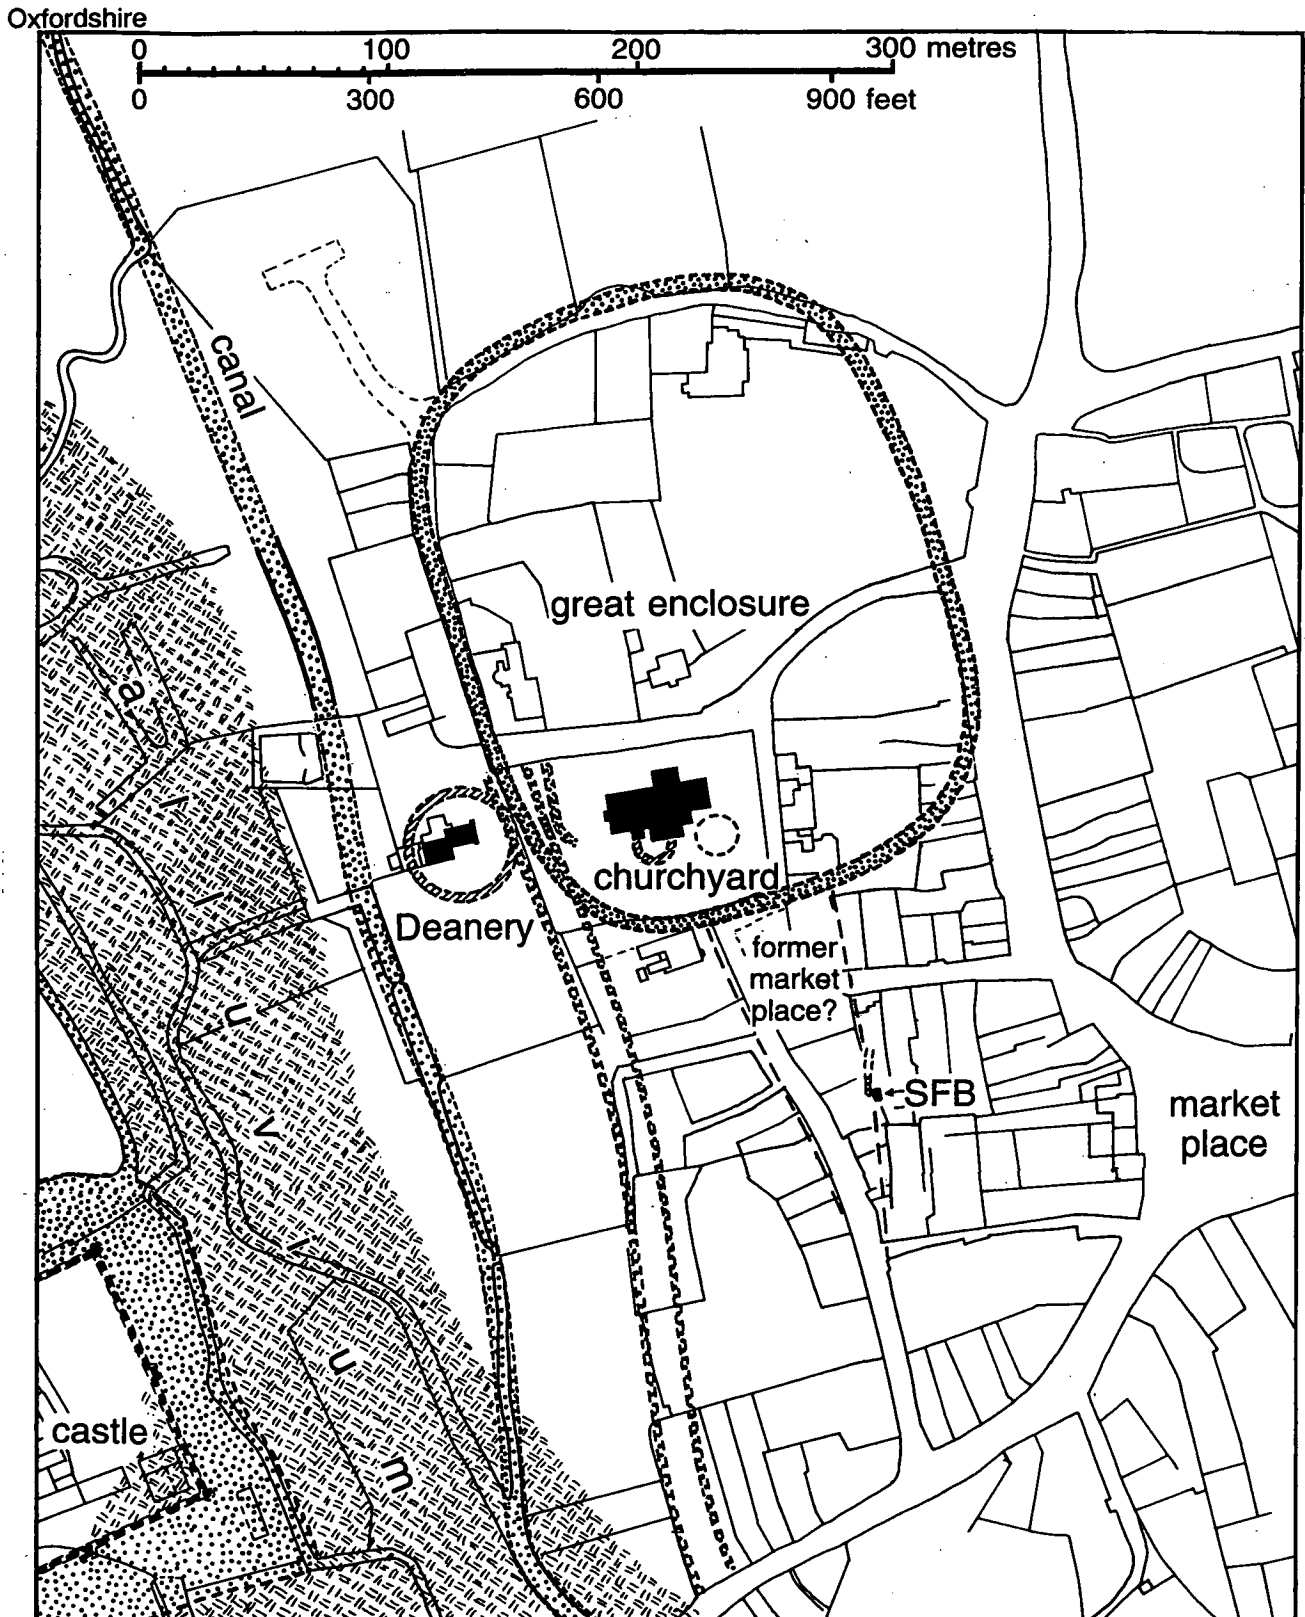 Oxfordshire
0 100 200 300 metres
0 300 600 900 feet
canal
great enclosure
churchyard
Deanery
former
market
place?
SFB
market
place
alluvium
castle